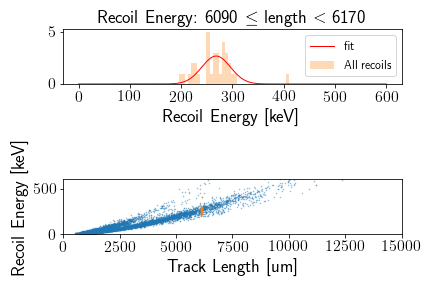 Recoil Energy: 6090 ≤ length < 6170
5
0
fit
All recoils
0 100 200 300 400 500 600
Recoil Energy [keV]
Recoil Energy [keV]
500
0
0 2500 5000 7500 10000 12500 15000
Track Length [um]